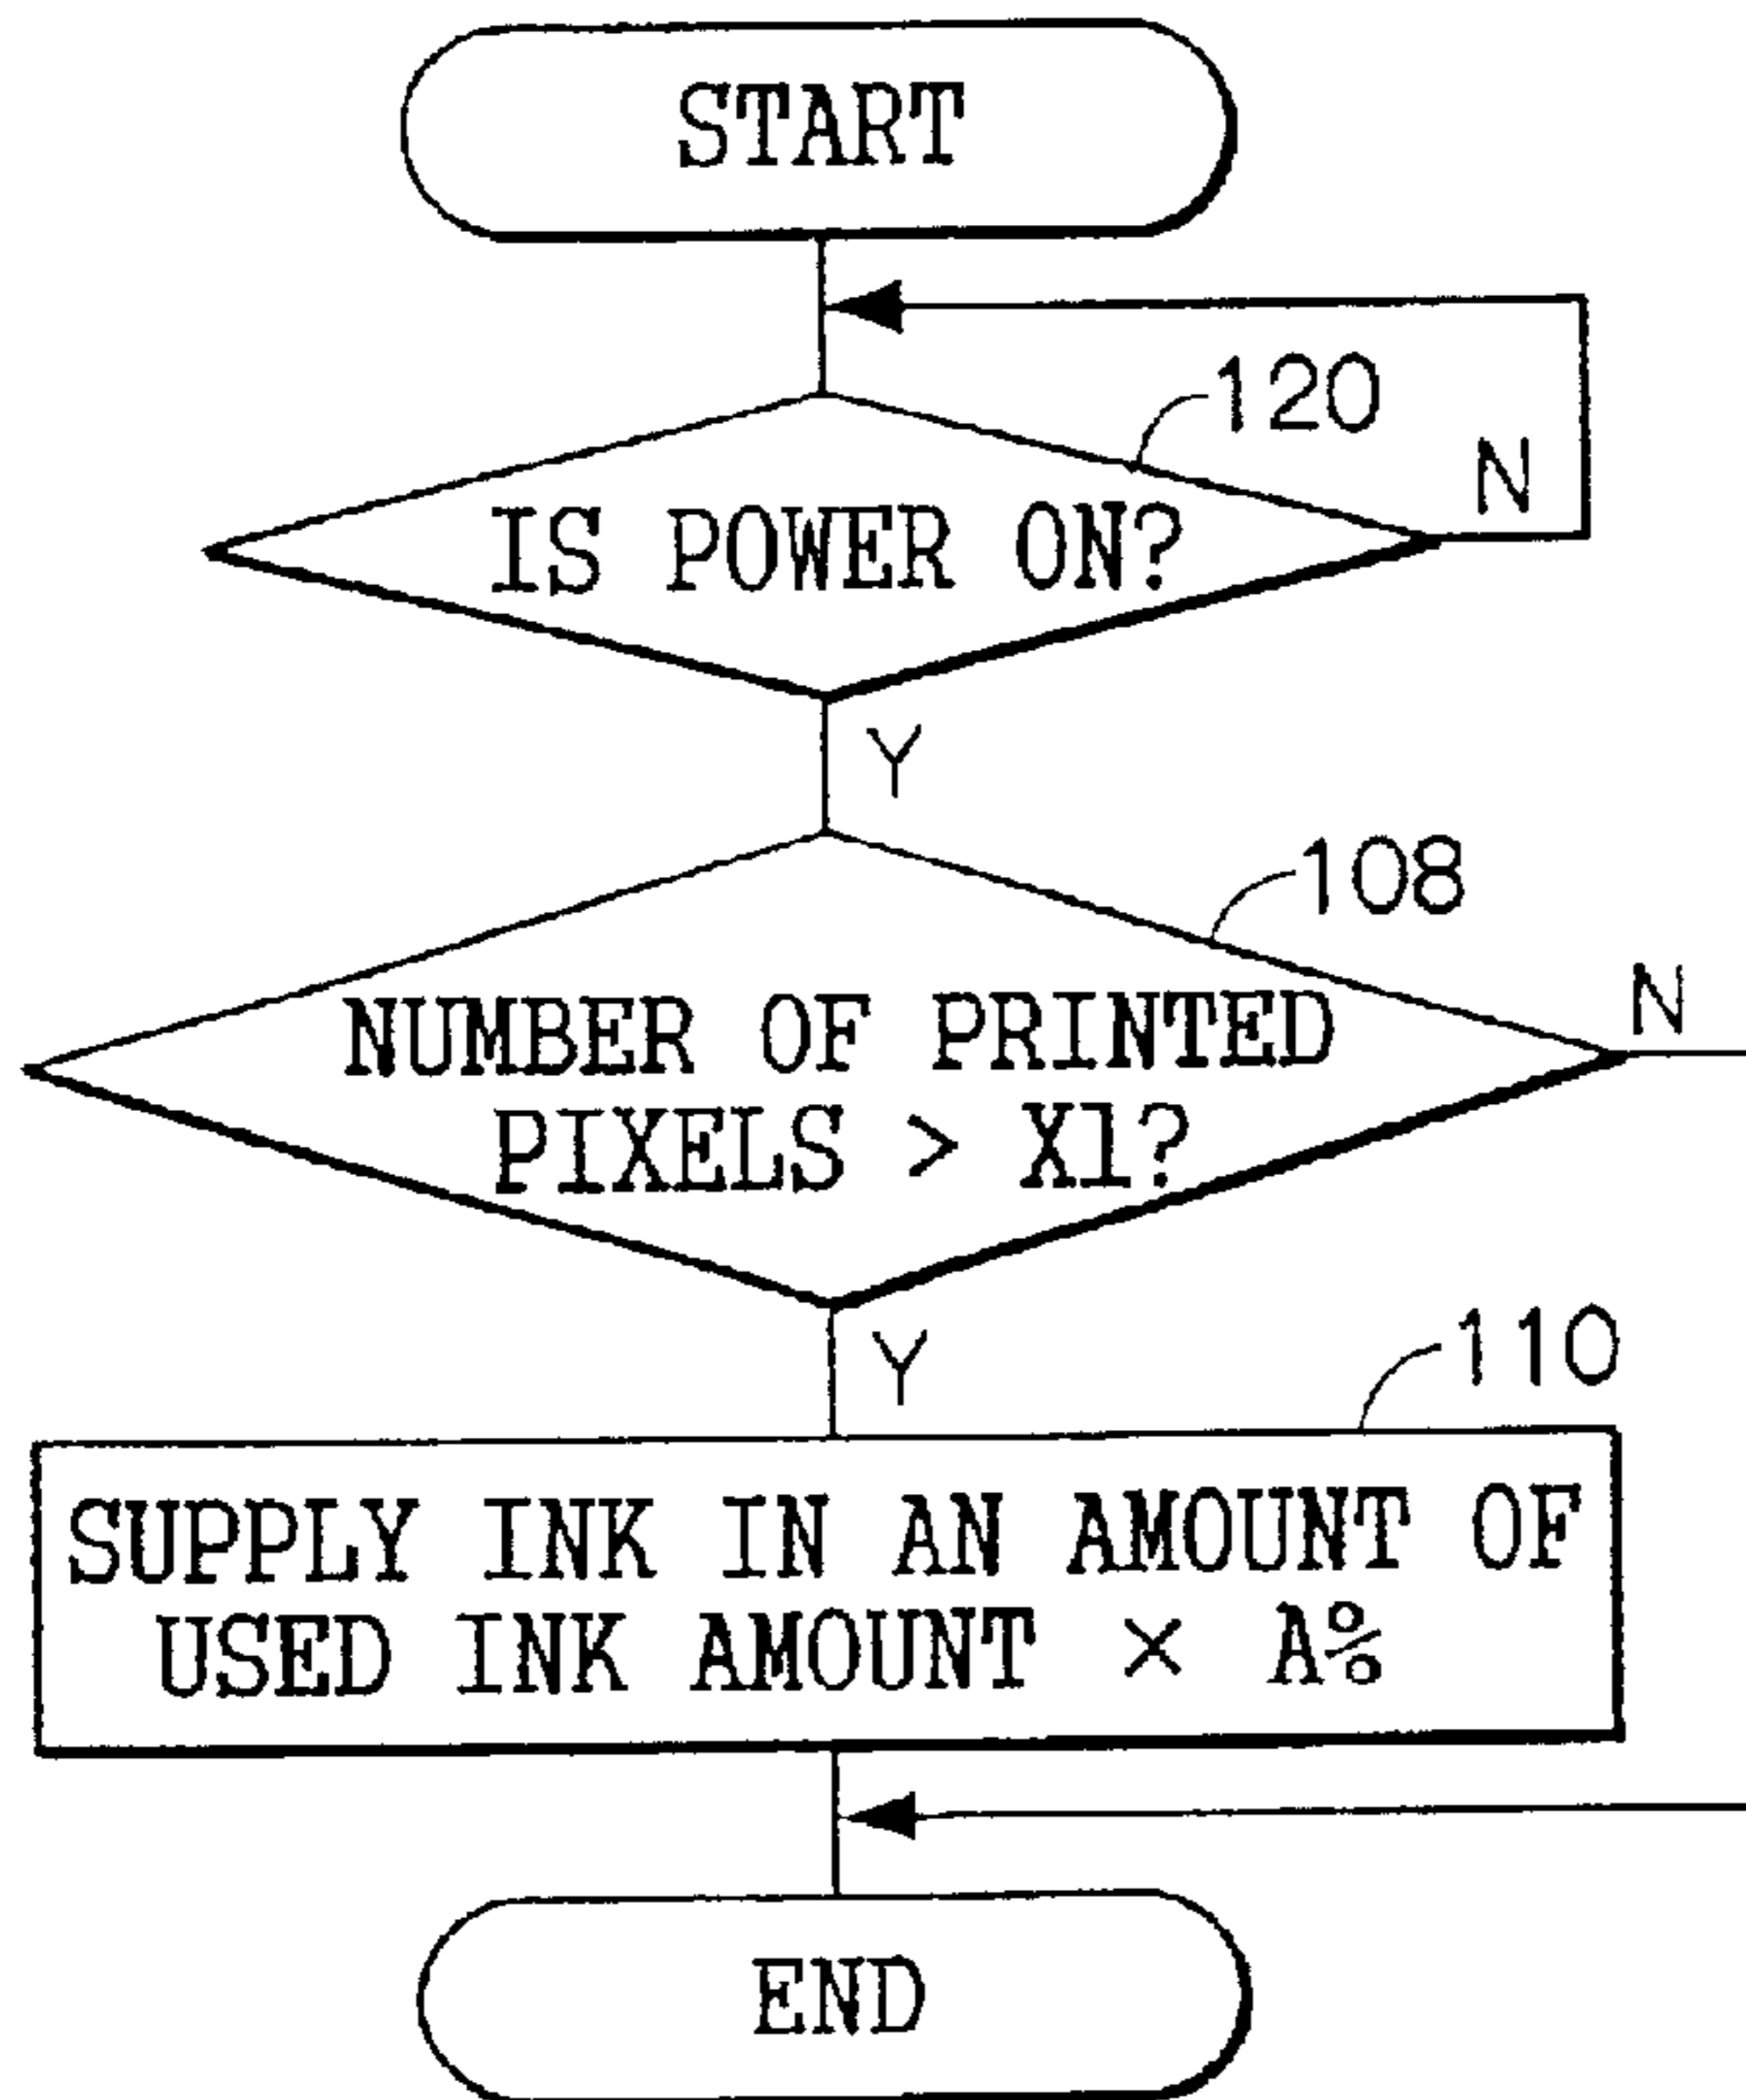 START
120
N
IS POWER ON?
Y
108
N
NUMBER OF PRINTED
PIXELS > X1?
Y
110
SUPPLY INK IN AN AMOUNT OF
USED INK AMOUNT × A%
END